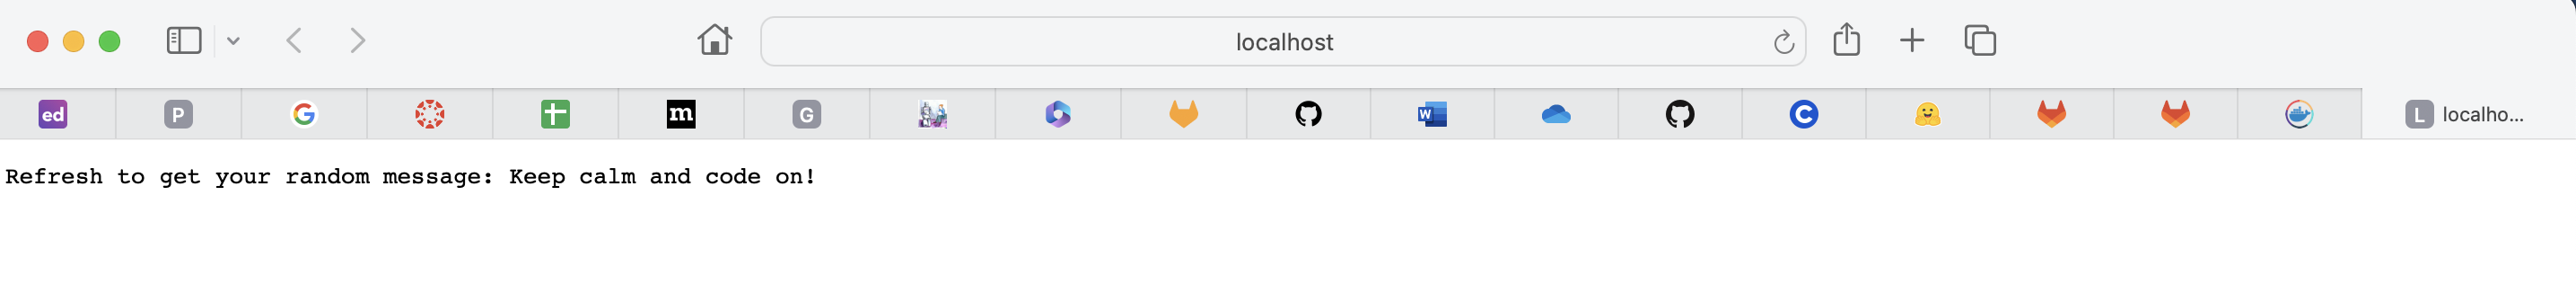 localhost
ed
P
G
m
G
W
C
L localho...
Refresh to get your random message: Keep calm and code on!